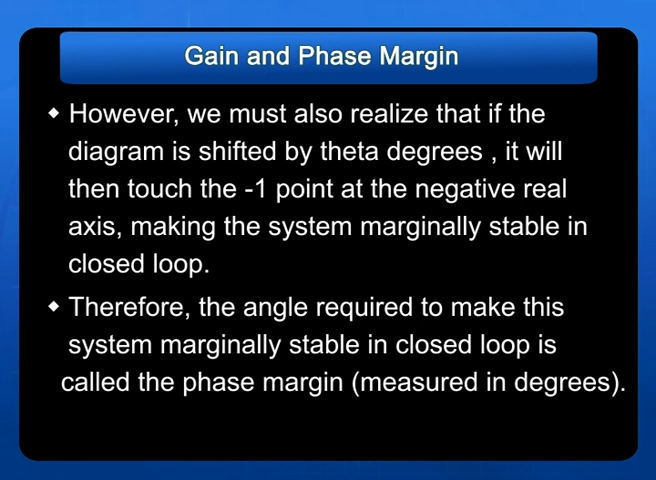 Gain and Phase Margin
◆ However, we must also realize that if the
diagram is shifted by theta degrees , it will
then touch the -1 point at the negative real
axis, making the system marginally stable in
closed loop.
◆ Therefore, the angle required to make this
system marginally stable in closed loop is
called the phase margin (measured in degrees).